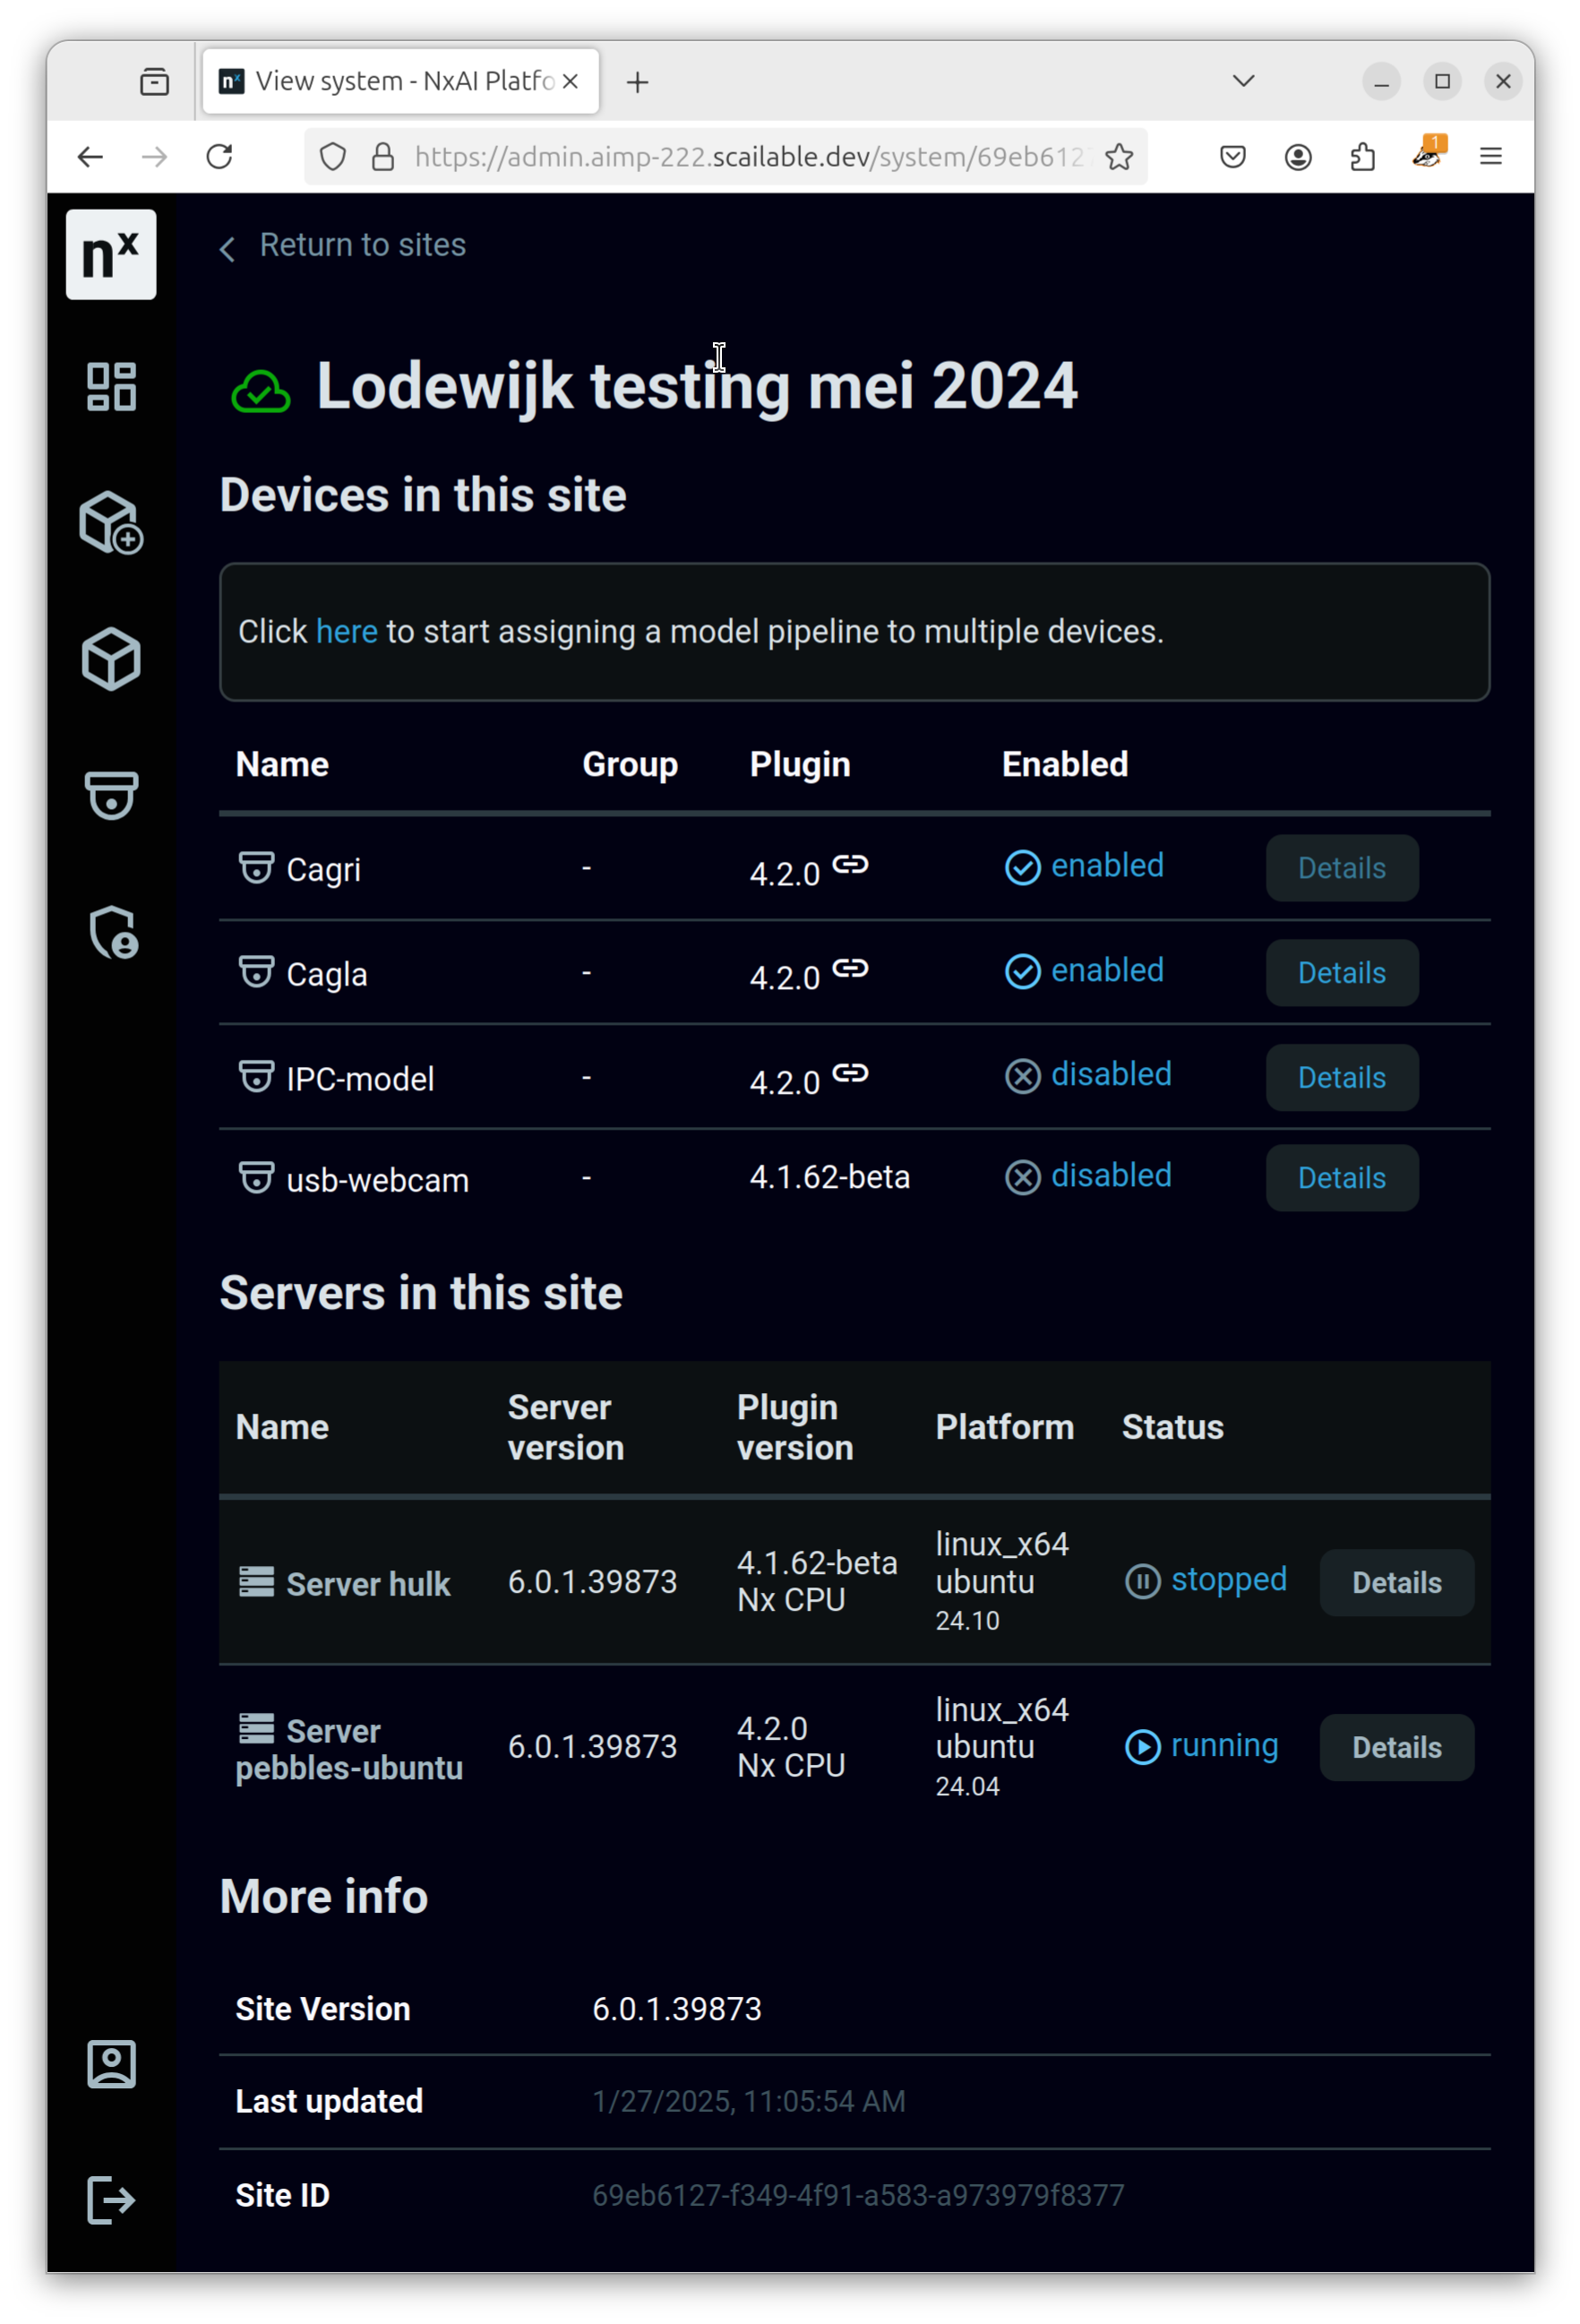 View system - NxAI Platfo
https://admin.aimp-222.scailable.dev/system/69eb612
1
nx
Return to sites
Lodewijk testing mei 2024
Devices in this site
Click here to start assigning a model pipeline to multiple devices.
Name Group Plugin Enabled
Cagri - 4.2.0 enabled Details
Cagla - 4.2.0 enabled Details
IPC-model - 4.2.0 disabled Details
usb-webcam - 4.1.62-beta disabled Details
Servers in this site
Name Server version Plugin version Platform Status
Server hulk 6.0.1.39873 4.1.62-beta Nx CPU linux_x64 ubuntu 24.10 stopped Details
Server pebbles-ubuntu 6.0.1.39873 4.2.0 Nx CPU linux_x64 ubuntu 24.04 running Details
More info
Site Version 6.0.1.39873
Last updated 1/27/2025, 11:05:54 AM
Site ID 69eb6127-f349-4f91-a583-a973979f8377